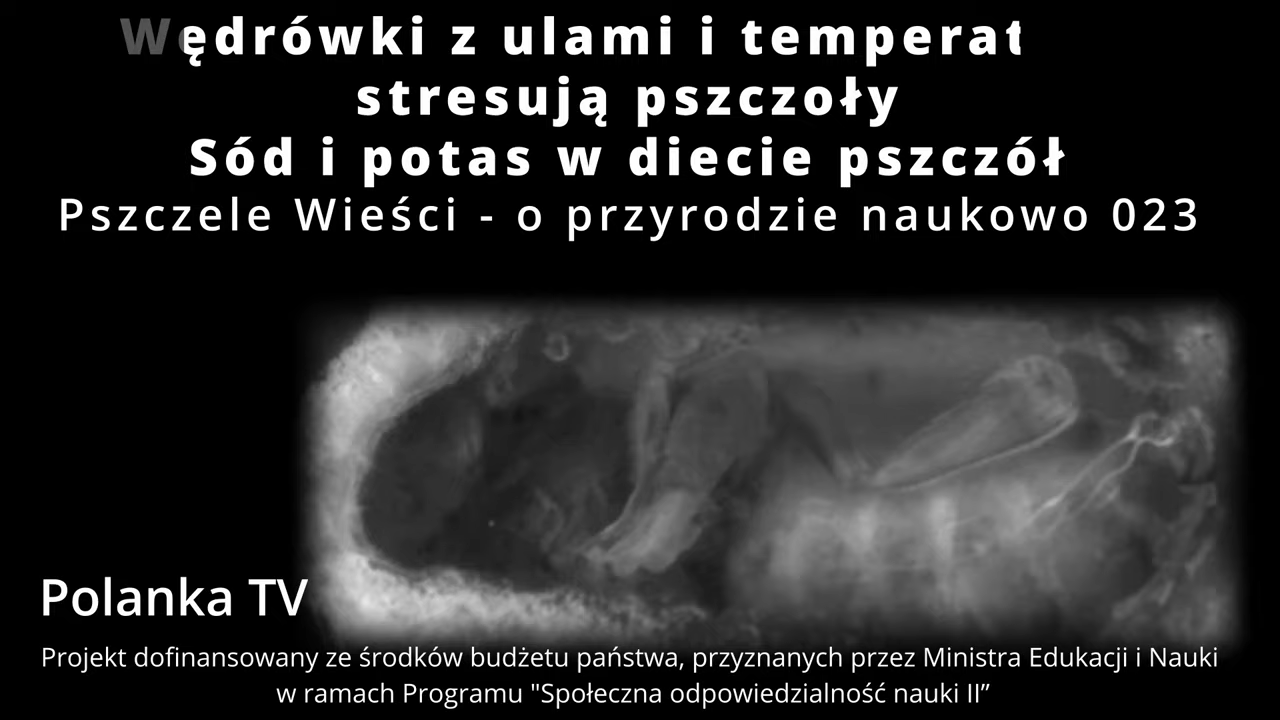 Wędrówki z ulami i temperat
stresują pszczoły
Sód i potas w diecie pszczół
Pszczele Wieści - o przyrodzie naukowo 023
Polanka TV
Projekt dofinansowany ze środków budżetu państwa, przyznanych przez Ministra Edukacji i Nauki
w ramach Programu "Społeczna odpowiedzialność nauki II”